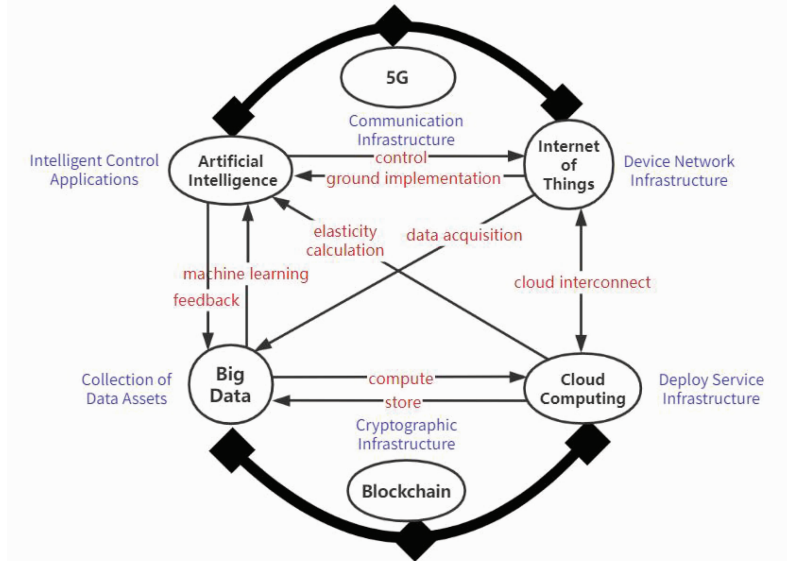 5G
Communication
Infrastructure
Intelligent Control
Applications
Artificial
Intelligence
control
ground implementation
Internet
of
Things
Device Network
Infrastructure
elasticity
calculation
data acquisition
machine learning
feedback
cloud interconnect
Collection of
Data Assets
Big
Data
compute
store
Cloud
Computing
Deploy Service
Infrastructure
Cryptographic
Infrastructure
Blockchain